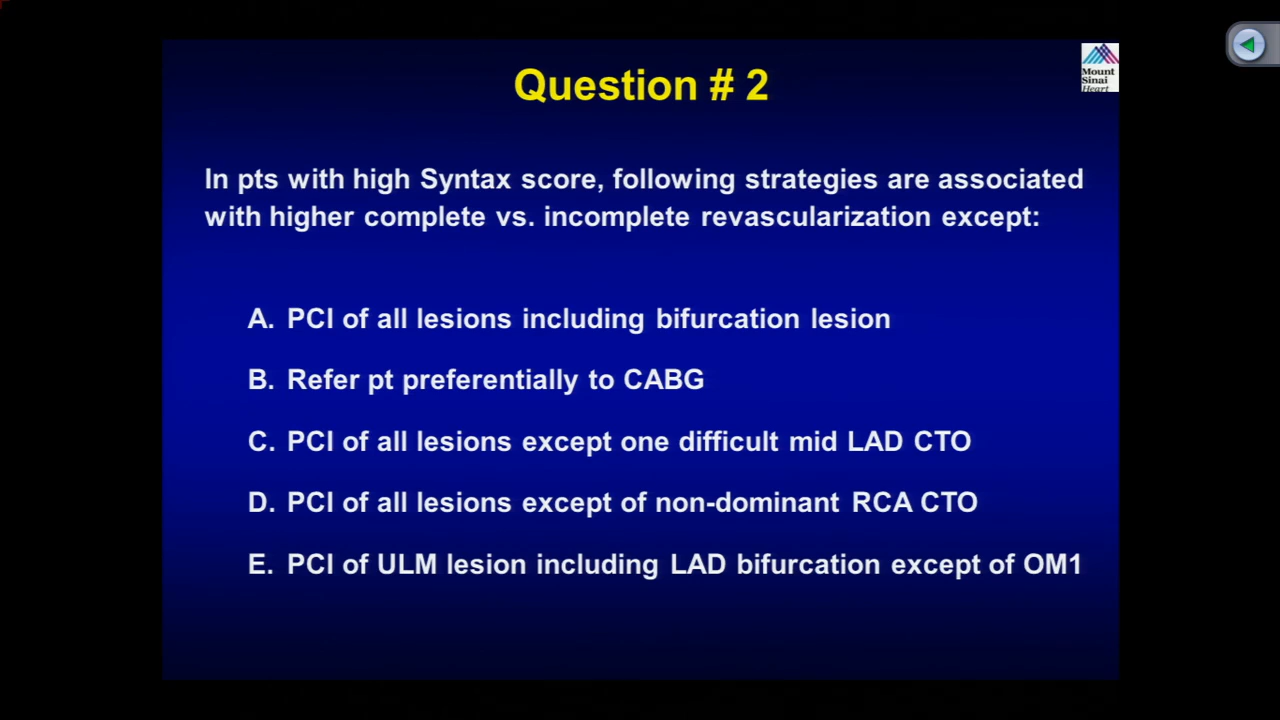 Question # 2
Mount
Sinai
Heart
In pts with high Syntax score, following strategies are associated
with higher complete vs. incomplete revascularization except:
A. PCI of all lesions including bifurcation lesion
B. Refer pt preferentially to CABG
C. PCI of all lesions except one difficult mid LAD CTO
D. PCI of all lesions except of non-dominant RCA CTO
E. PCI of ULM lesion including LAD bifurcation except of OM1